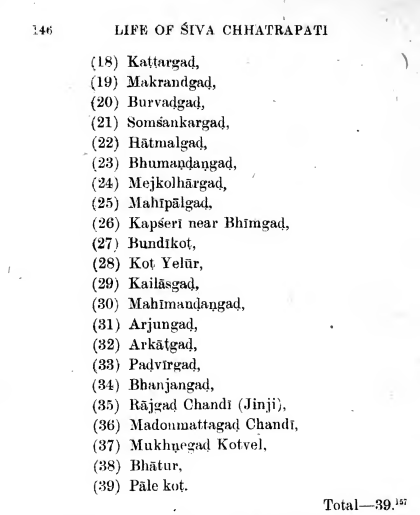 146 LIFE OF ŚIVA CHHATRAPATI
(18) Kaṭṭargaḍ,
(19) Makrandgaḍ,
(20) Burvaḍgaḍ,
(21) Somśankargaḍ,
(22) Hātmalgaḍ,
(23) Bhumaṇḍangaḍ,
(24) Mejkolhārgaḍ,
(25) Mahīpālgaḍ,
(26) Kapśerī near Bhīmgaḍ,
(27) Bundīkoṭ,
(28) Koṭ Yelūr,
(29) Kailāsgaḍ,
(30) Mahīmaṇḍangaḍ,
(31) Arjungaḍ,
(32) Arkāṭgaḍ,
(33) Padvīrgaḍ,
(34) Bhanjangaḍ,
(35) Rājgaḍ Chandī (Jinji),
(36) Madonmattagaḍ Chandī,
(37) Mukhṇegaḍ Kotvel,
(38) Bhātur,
(39) Pāle koṭ.
Total—39.¹⁵⁷